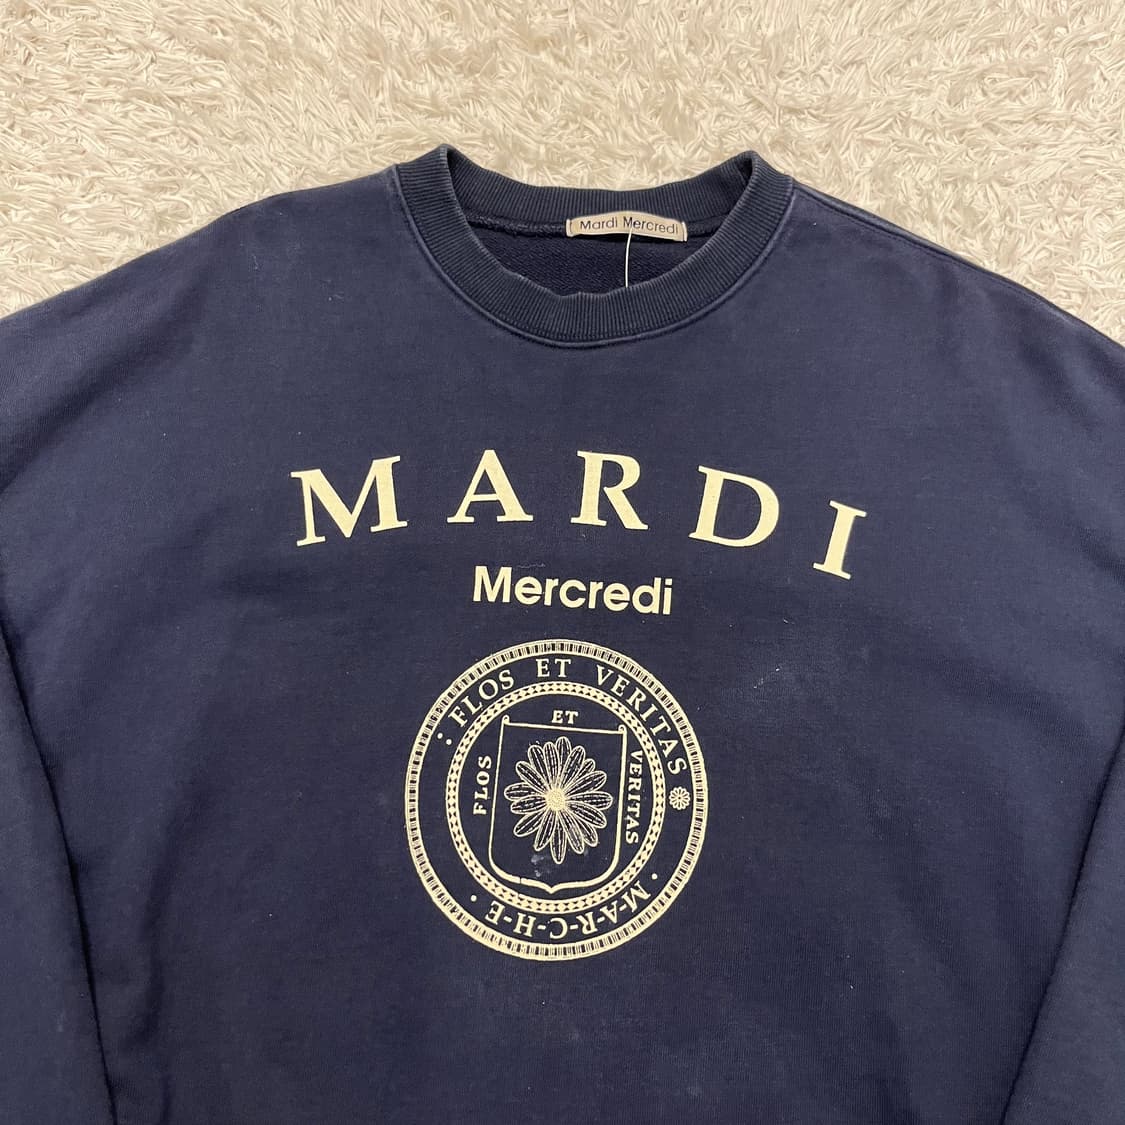 Mardi Mercredi
MARDI
Mercredi
FLOS ET VERITAS
ET
FLOS
VERITAS
M-A-R-C-H-E